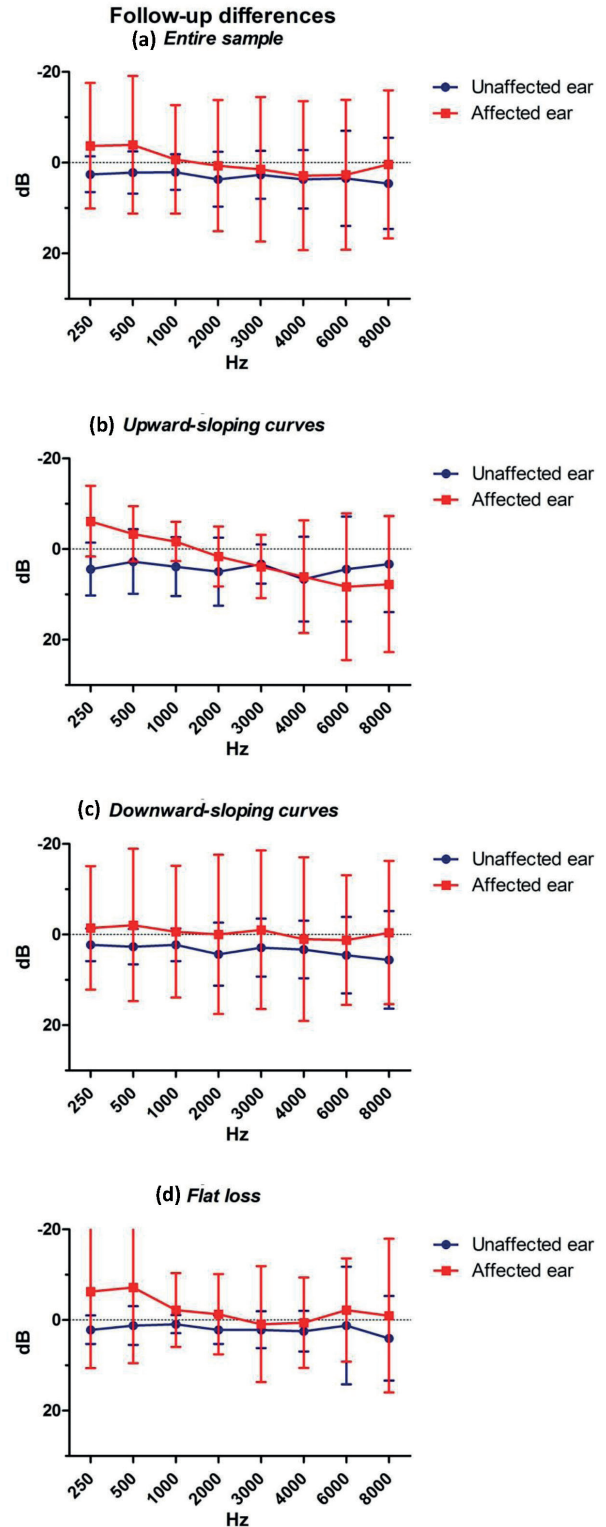 Follow-up differences
(a) Entire sample
-20
0
20
dB
250 500 1000 2000 3000 4000 6000 8000
Hz
Unaffected ear
Affected ear
(b) Upward-sloping curves
-20
0
20
dB
250 500 1000 2000 3000 4000 6000 8000
Hz
Unaffected ear
Affected ear
(c) Downward-sloping curves
-20
0
20
dB
250 500 1000 2000 3000 4000 6000 8000
Hz
Unaffected ear
Affected ear
(d) Flat loss
-20
0
20
dB
250 500 1000 2000 3000 4000 6000 8000
Hz
Unaffected ear
Affected ear